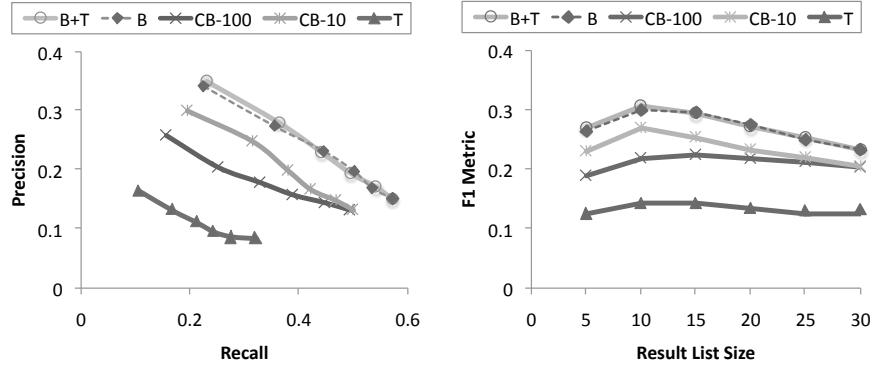 B+T B CB-100 CB-10 T
0.4
0.3
0.2
0.1
0
0 0.2 0.4 0.6
Precision
Recall
B+T B CB-100 CB-10 T
0.4
0.3
0.2
0.1
0
0 5 10 15 20 25 30
F1 Metric
Result List Size